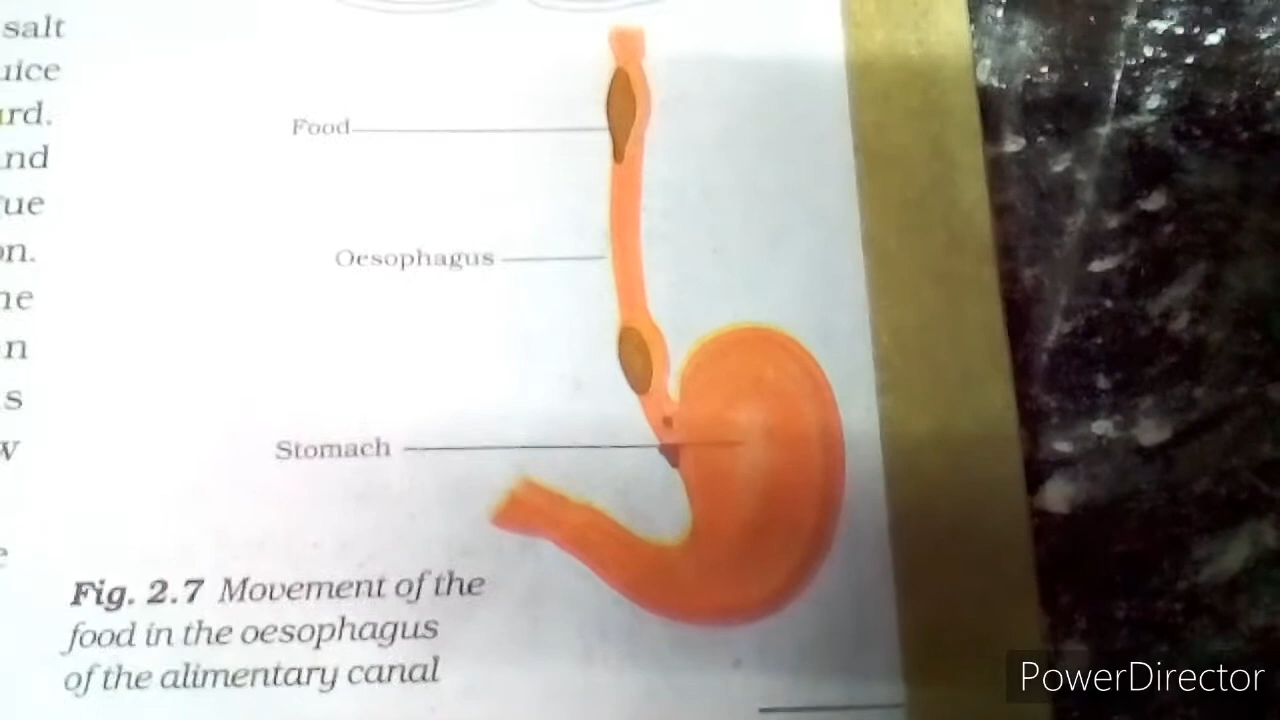 salt
uice
rd.
nd
ue
on.
ne
n
s
w
e
Food
Oesophagus
Stomach
Fig. 2.7 Movement of the
food in the oesophagus
of the alimentary canal
PowerDirector